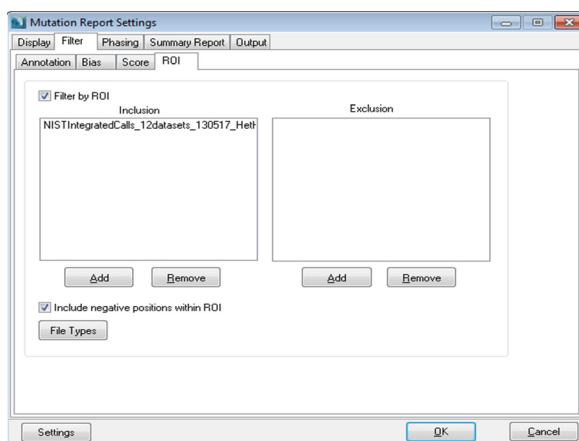 Mutation Report Settings
Display Filter Phasing Summary Report Output
Annotation Bias Score ROI
Filter by ROI
Inclusion Exclusion
NISTIntegratedCalls_12datasets_130517_HetH
Add Remove Add Remove
Include negative positions within ROI
File Types
Settings OK Cancel